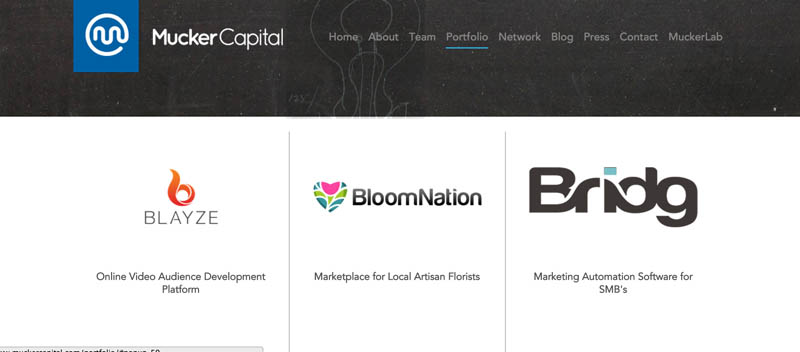 MuckerCapital
Home About Team Portfolio Network Blog Press Contact MuckerLab
BLAYZE
BloomNation
Bridg
Online Video Audience Development
Platform
Marketplace for Local Artisan Florists
Marketing Automation Software for
SMB's